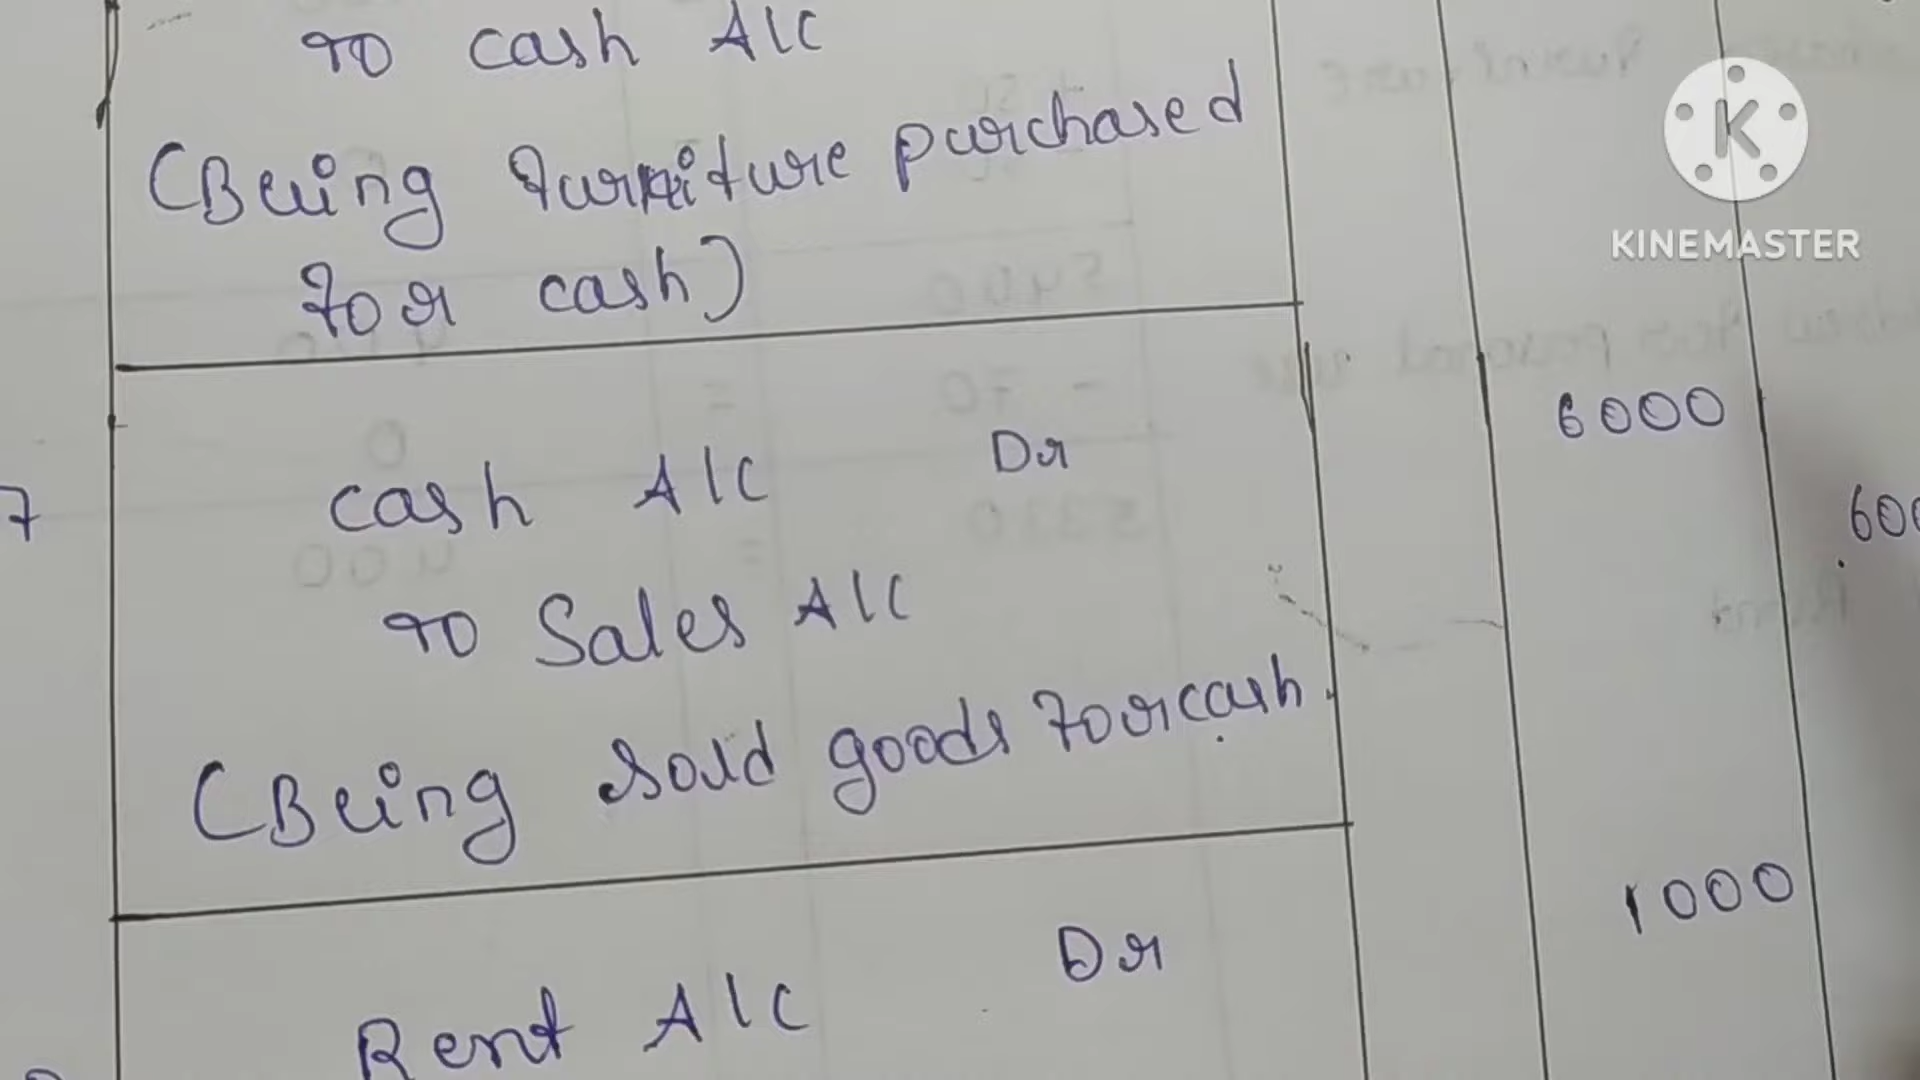 To cash A/C
(Being furniture purchased
for cash)
7 cash A/C Dr 6000
To Sales A/C
(Being sold goods for cash.
Rent A/C Dr 1000
K
KINEMASTER